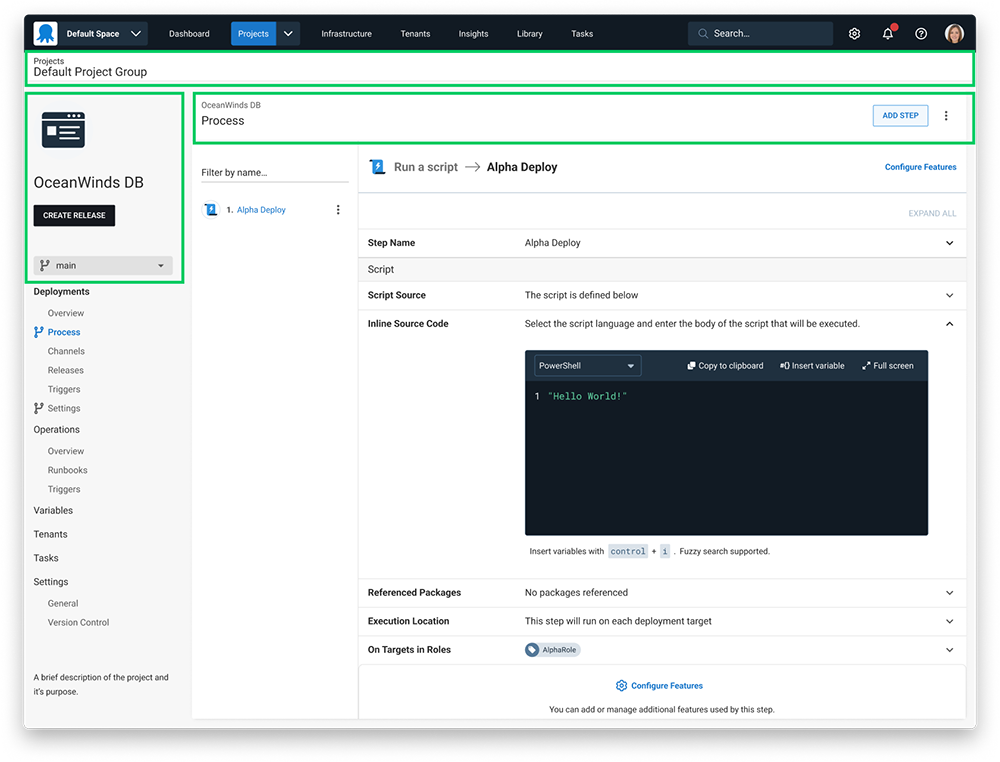 Default Space
Dashboard
Projects
Infrastructure
Tenants
Insights
Library
Tasks
Search...
Projects
Default Project Group
OceanWinds DB
CREATE RELEASE
main
Deployments
Overview
Process
Channels
Releases
Triggers
Settings
Operations
Overview
Runbooks
Triggers
Variables
Tenants
Tasks
Settings
General
Version Control
A brief description of the project and
it's purpose.
OceanWinds DB
Process
ADD STEP
Filter by name...
1. Alpha Deploy
Run a script → Alpha Deploy
Configure Features
EXPAND ALL
Step Name Alpha Deploy
Script
Script Source The script is defined below
Inline Source Code Select the script language and enter the body of the script that will be executed.
PowerShell Copy to clipboard #{} Insert variable Full screen
1 "Hello World!"
Insert variables with control + i . Fuzzy search supported.
Referenced Packages No packages referenced
Execution Location This step will run on each deployment target
On Targets in Roles AlphaRole
Configure Features
You can add or manage additional features used by this step.